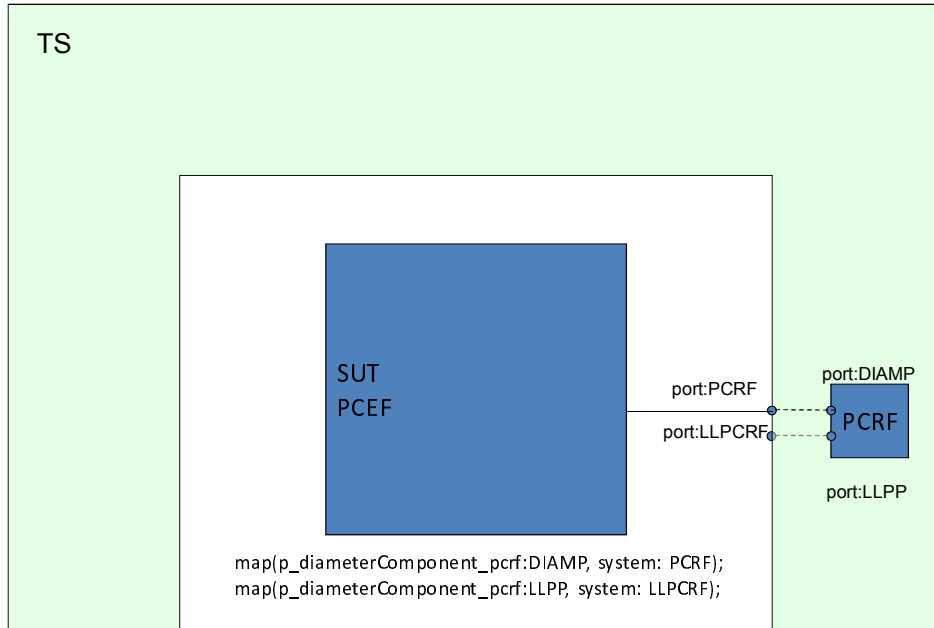 TS
SUT
PCEF
port:PCRF
port:LLPCRF
port:DIAMP
PCRF
port:LLPP
map(p_diameterComponent_pcrf:DIAMP, system: PCRF);
map(p_diameterComponent_pcrf:LLPP, system: LLPCRF);